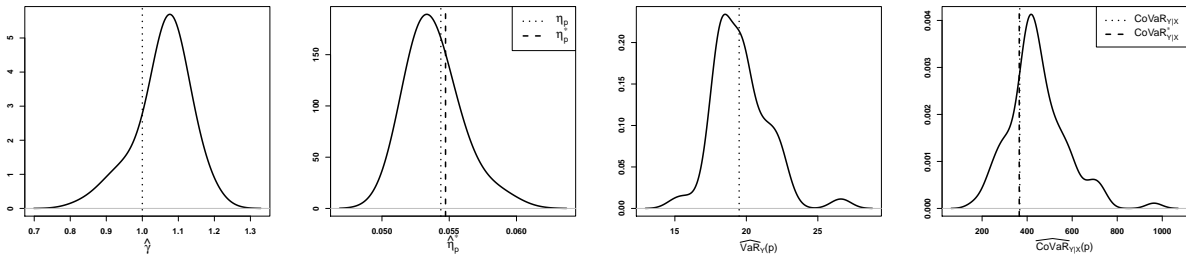 0 1 2 3 4 5
0.7 0.8 0.9 1.0 1.1 1.2 1.3
γ̂
0 50 100 150
0.050 0.055 0.060
η̂*p
ηp
η*p
0.00 0.05 0.10 0.15 0.20
15 20 25
VaRY(p)
0.000 0.001 0.002 0.003 0.004
200 400 600 800 1000
CoVaRY|X(p)
CoVaRY|X
CoVaR*Y|X